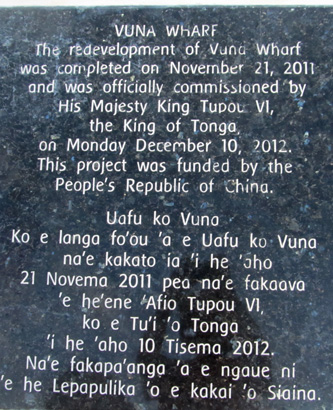 VUNA WHARF
The redevelopment of Vuna Wharf
was completed on November 21, 2011
and was officially commissioned by
His Majesty King Tupou VI,
the King of Tonga
on Monday December 10, 2012.
This project was funded by the
People's Republic of China.
Uafu ko Vuna
Ko e langa fo'ou 'a e Uafu ko Vuna
na'e kakato ia 'i he 'aho
21 Novema 2011 pea na'e fakaava
'e he'ene 'Afio Tupou VI,
ko e Tu'i 'o Tonga
'i he 'aho 10 Tisema 2012.
Na'e fakapa'anga 'a e ngaue ni
'e he Lepapulika 'o e kakai 'o Siaina.